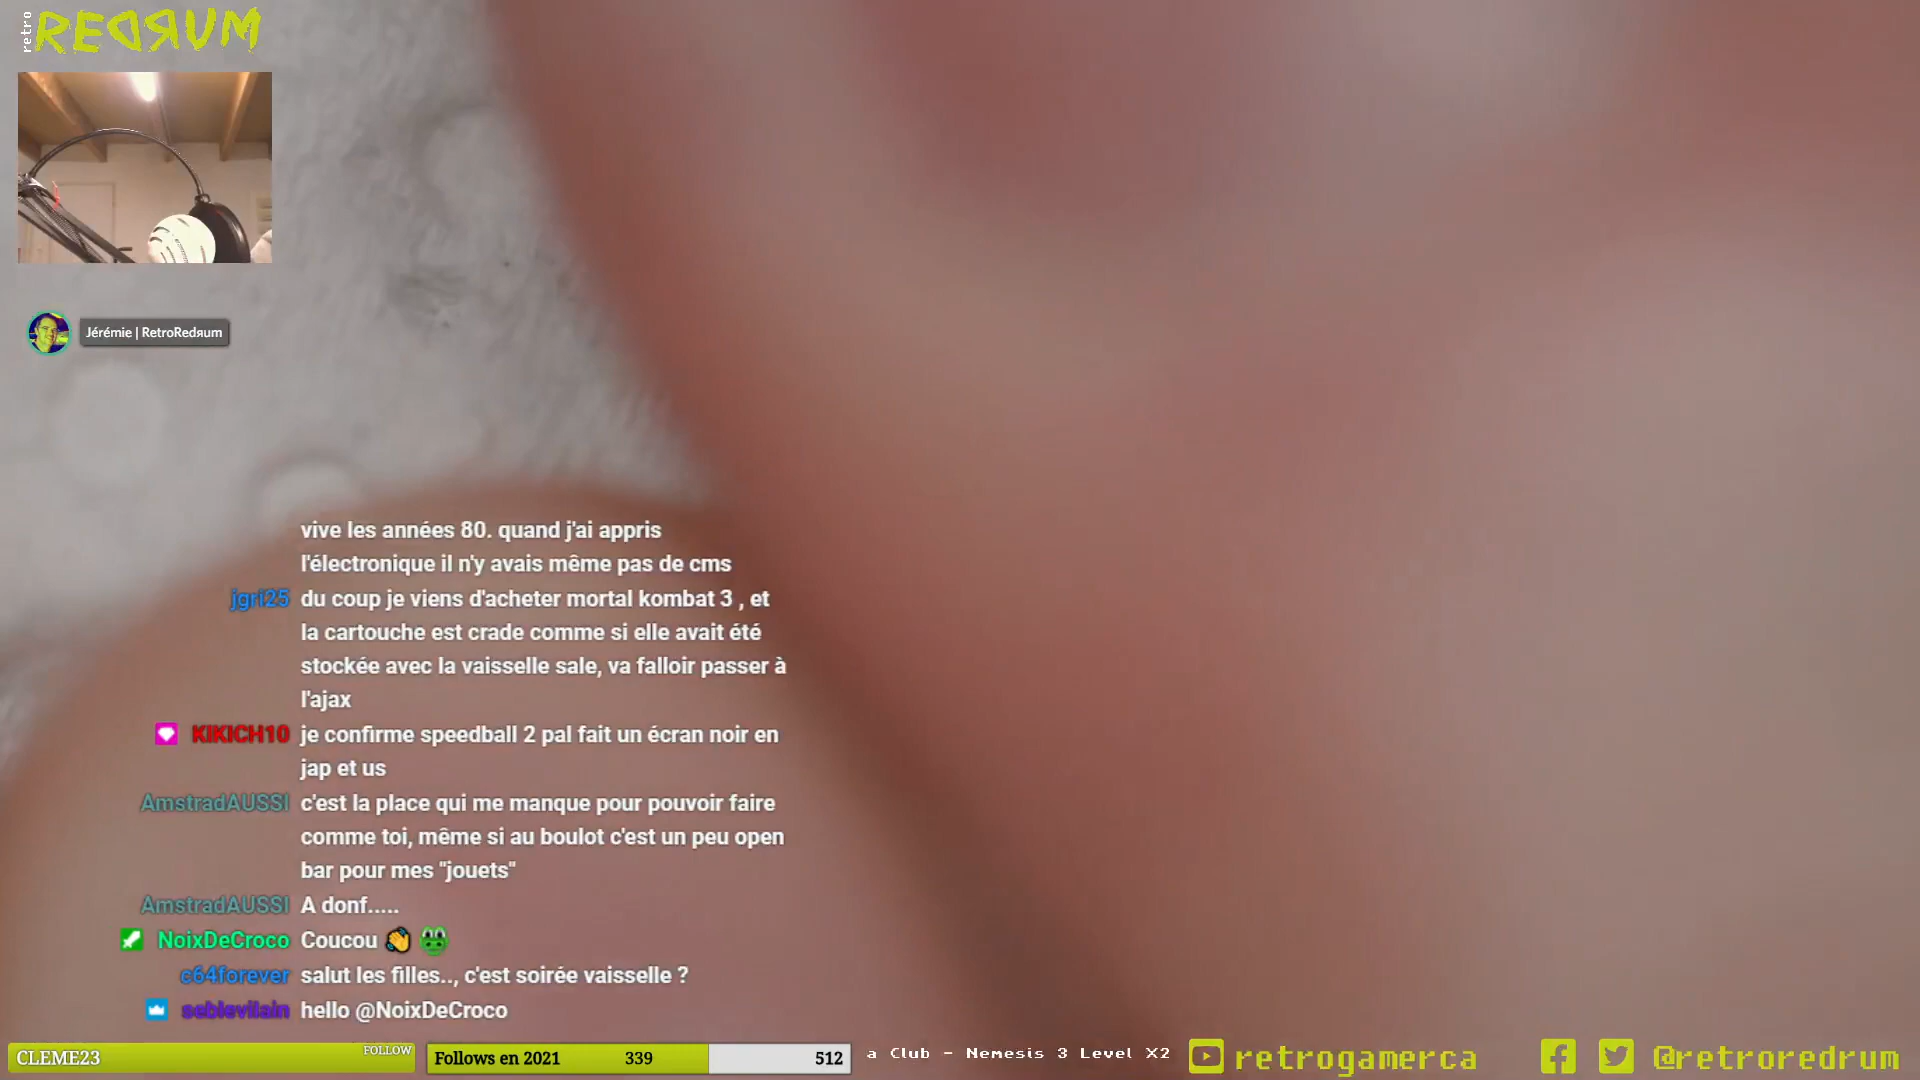 retro REDRUM
Jérémie | RetroRedяum
vive les années 80. quand j'ai appris
l'électronique il n'y avais même pas de cms
jgri25 du coup je viens d'acheter mortal kombat 3 , et
la cartouche est crade comme si elle avait été
stockée avec la vaisselle sale, va falloir passer à
l'ajax
KIKICH10 je confirme speedball 2 pal fait un écran noir en
jap et us
AmstradAUSSI c'est la place qui me manque pour pouvoir faire
comme toi, même si au boulot c'est un peu open
bar pour mes "jouets"
AmstradAUSSI A donf.....
NoixDeCroco Coucou
c64forever salut les filles.., c'est soirée vaisselle ?
seblevilain hello @NoixDeCroco
CLEME23 FOLLOW
Follows en 2021 339 512
a Club - Nemesis 3 Level X2
retrogamerca
@retroredrum